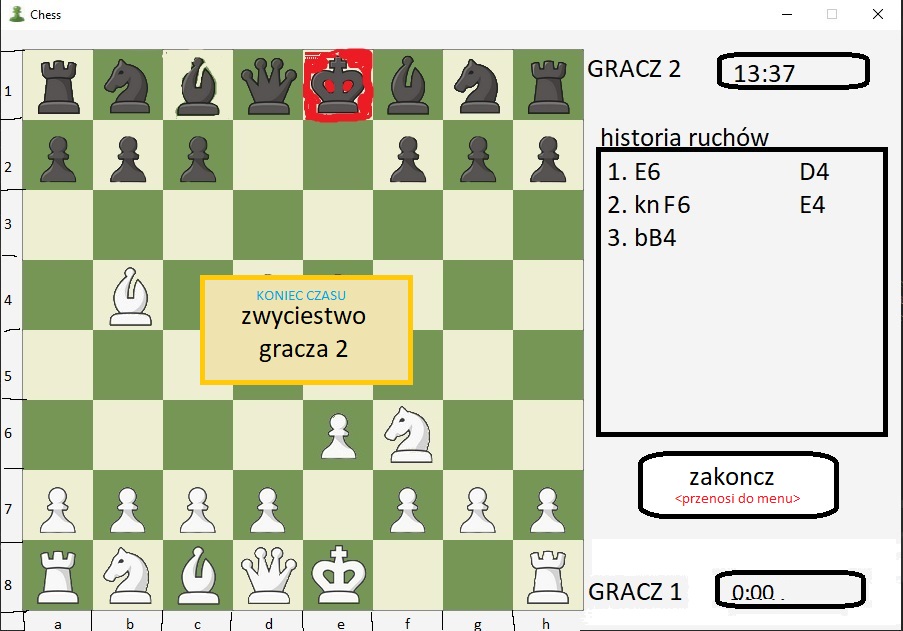 Chess
GRACZ 2
13:37
historia ruchów
1. E6 D4
2. kn F6 E4
3. bB4
1
2
3
4
5
6
7
8
KONIEC CZASU
zwyciestwo
gracza 2
zakoncz
<przenosi do menu>
GRACZ 1
0:00 .
a b c d e f g h